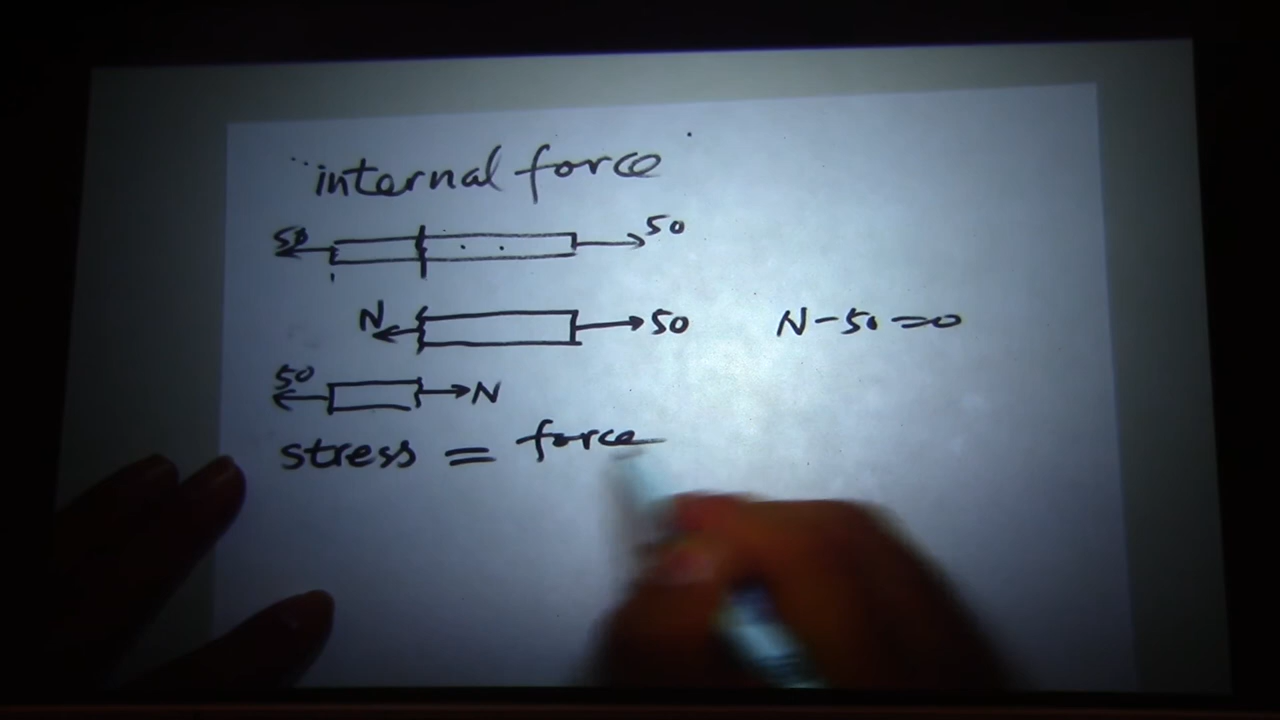 internal force
50 50
N 50 N-50=0
50 N
stress = force